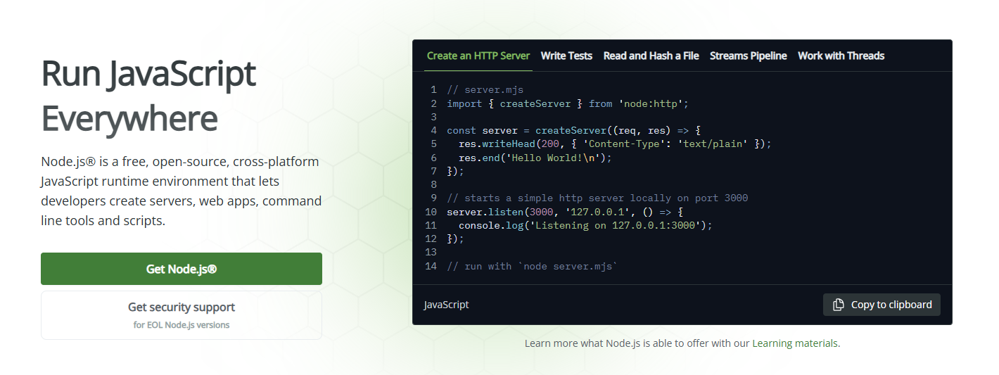 Run JavaScript
Everywhere
Node.js® is a free, open-source, cross-platform
JavaScript runtime environment that lets
developers create servers, web apps, command
line tools and scripts.
Get Node.js®
Get security support
for EOL Node.js versions
Create an HTTP Server Write Tests Read and Hash a File Streams Pipeline Work with Threads
1 // server.mjs
2 import { createServer } from 'node:http';
3
4 const server = createServer((req, res) => {
5   res.writeHead(200, { 'Content-Type': 'text/plain' });
6   res.end('Hello World!\n');
7 });
8
9 // starts a simple http server locally on port 3000
10 server.listen(3000, '127.0.0.1', () => {
11   console.log('Listening on 127.0.0.1:3000');
12 });
13
14 // run with `node server.mjs`
JavaScript Copy to clipboard
Learn more what Node.js is able to offer with our Learning materials.